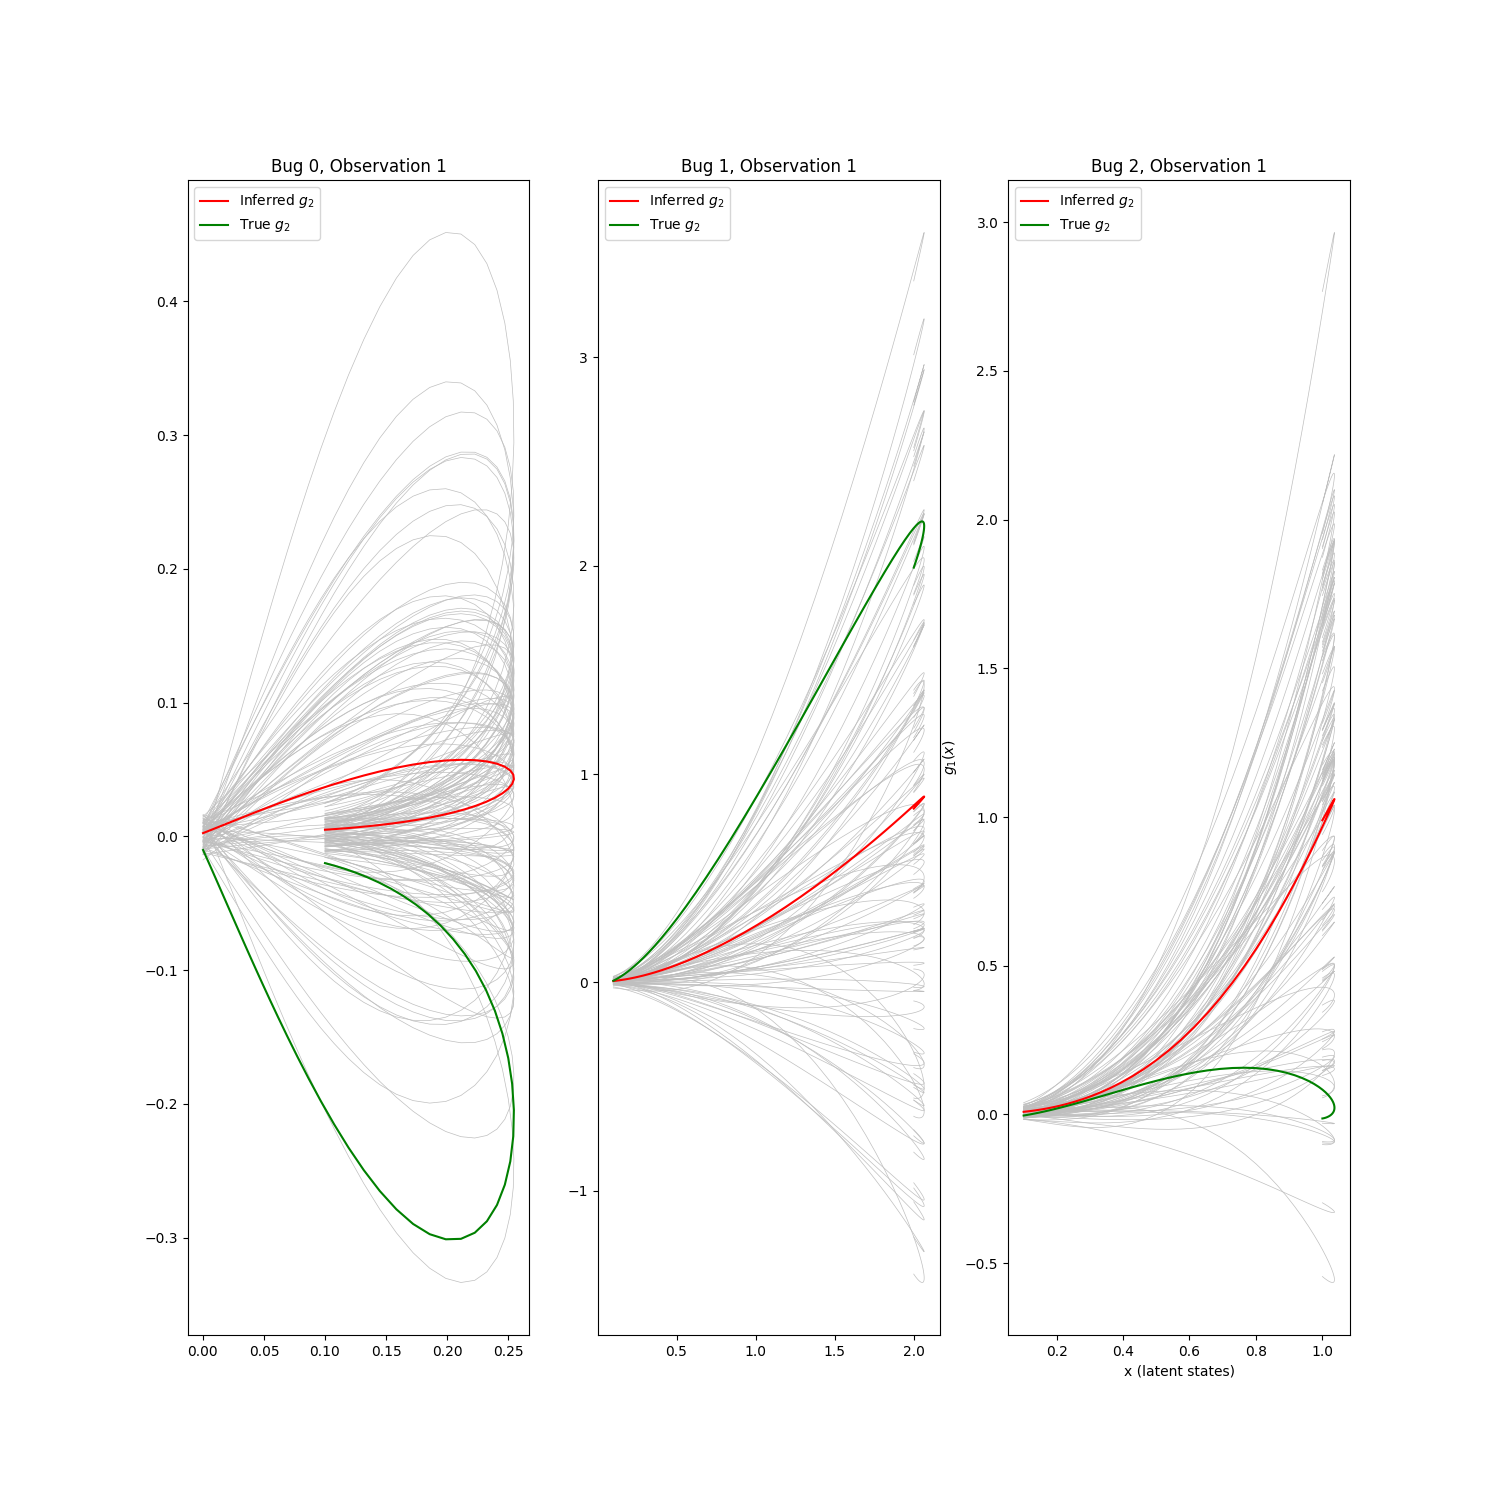 Bug 0, Observation 1
Inferred g₂
True g₂
0.4
0.3
0.2
0.1
0.0
−0.1
−0.2
−0.3
0.00 0.05 0.10 0.15 0.20 0.25
Bug 1, Observation 1
Inferred g₂
True g₂
3
2
1
0
−1
0.5 1.0 1.5 2.0
Bug 2, Observation 1
Inferred g₂
True g₂
g₁(x)
3.0
2.5
2.0
1.5
1.0
0.5
0.0
−0.5
0.2 0.4 0.6 0.8 1.0
x (latent states)